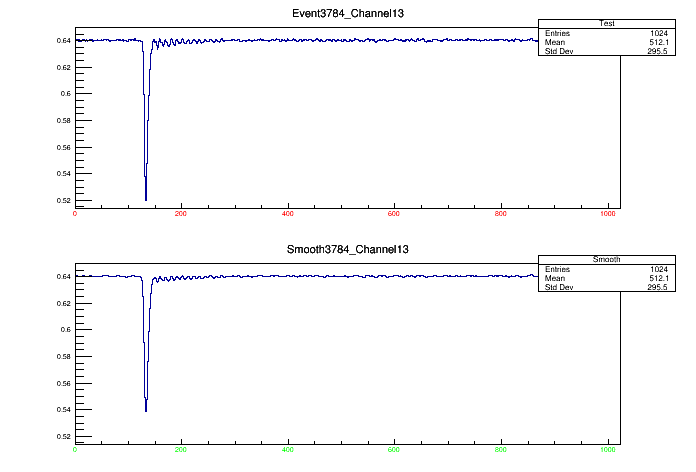 Event3784_Channel13
Test
Entries 1024
Mean 512.1
Std Dev 295.5
0.64
0.62
0.6
0.58
0.56
0.54
0.52
0 200 400 600 800 1000
Smooth3784_Channel13
Smooth
Entries 1024
Mean 512.1
Std Dev 295.5
0.64
0.62
0.6
0.58
0.56
0.54
0.52
0 200 400 600 800 1000